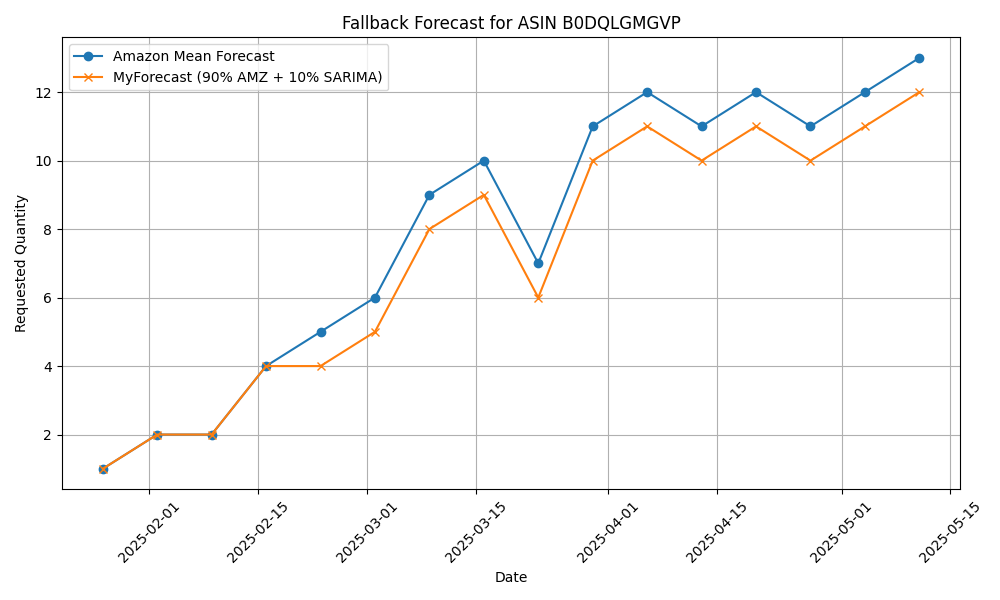 Fallback Forecast for ASIN B0DQLGMGVP
Amazon Mean Forecast
MyForecast (90% AMZ + 10% SARIMA)
Requested Quantity
12
10
8
6
4
2
2025-02-01
2025-02-15
2025-03-01
2025-03-15
2025-04-01
2025-04-15
2025-05-01
2025-05-15
Date